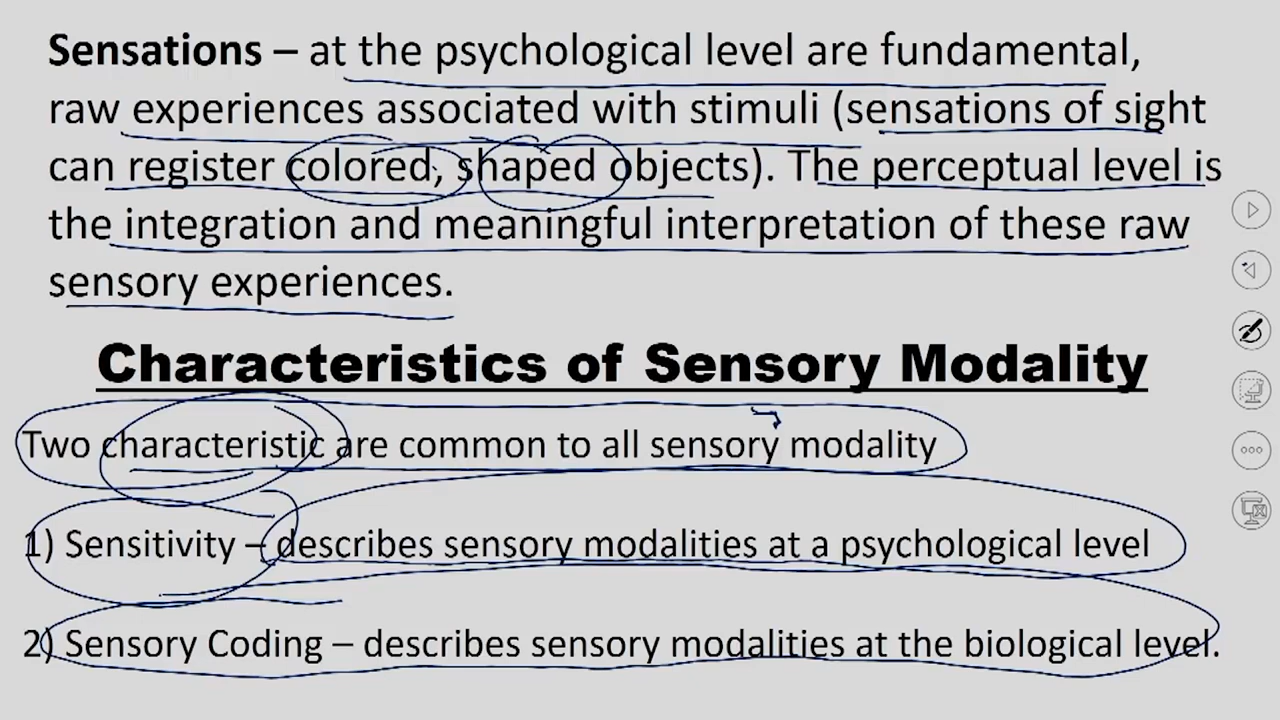 Sensations – at the psychological level are fundamental,
raw experiences associated with stimuli (sensations of sight
can register colored, shaped objects). The perceptual level is
the integration and meaningful interpretation of these raw
sensory experiences.
Characteristics of Sensory Modality
Two characteristic are common to all sensory modality
1) Sensitivity – describes sensory modalities at a psychological level
2) Sensory Coding – describes sensory modalities at the biological level.